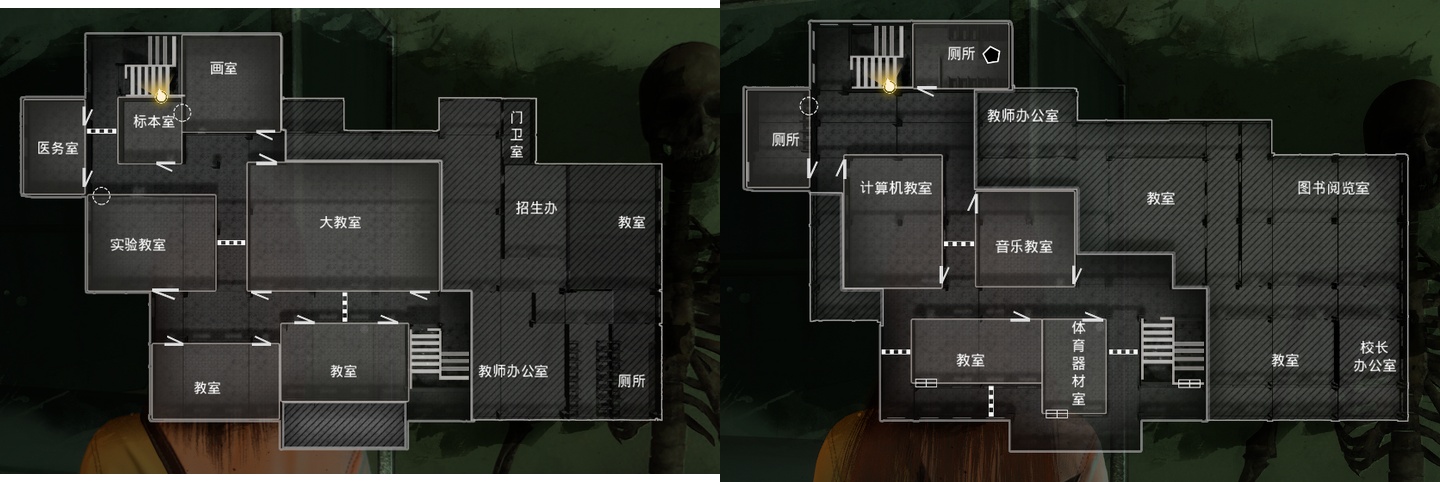 画室
标本室
医务室
门卫室
实验教室
大教室
招生办
教室
教室
教室
教师办公室
厕所
厕所
教师办公室
厕所
计算机教室
教室
图书阅览室
音乐教室
教室
体育器材室
教室
校长
办公室